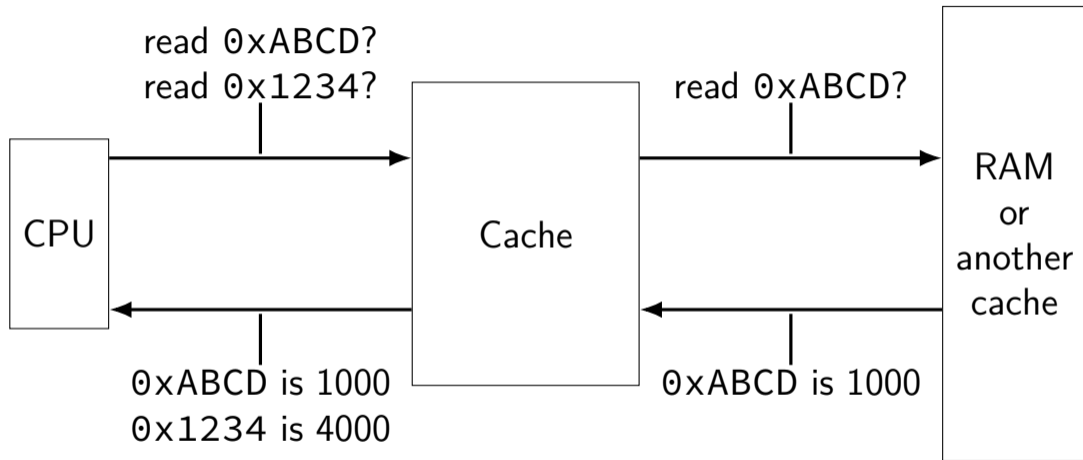 read 0xABCD?
read 0x1234?
read 0xABCD?
CPU
Cache
RAM
or
another
cache
0xABCD is 1000
0x1234 is 4000
0xABCD is 1000